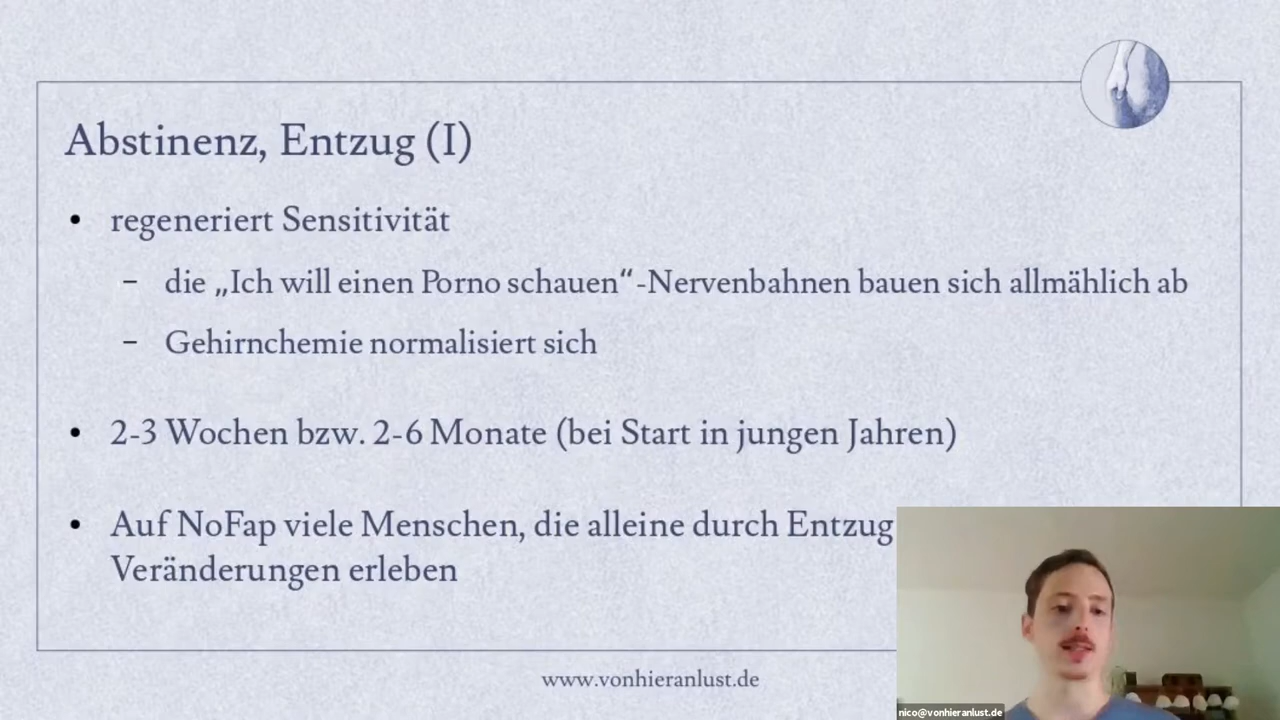 Abstinenz, Entzug (I)
• regeneriert Sensitivität
– die „Ich will einen Porno schauen“-Nervenbahnen bauen sich allmählich ab
– Gehirnchemie normalisiert sich
• 2-3 Wochen bzw. 2-6 Monate (bei Start in jungen Jahren)
• Auf NoFap viele Menschen, die alleine durch Entzug
Veränderungen erleben
www.vonhieranlust.de
nico@vonhieranlust.de